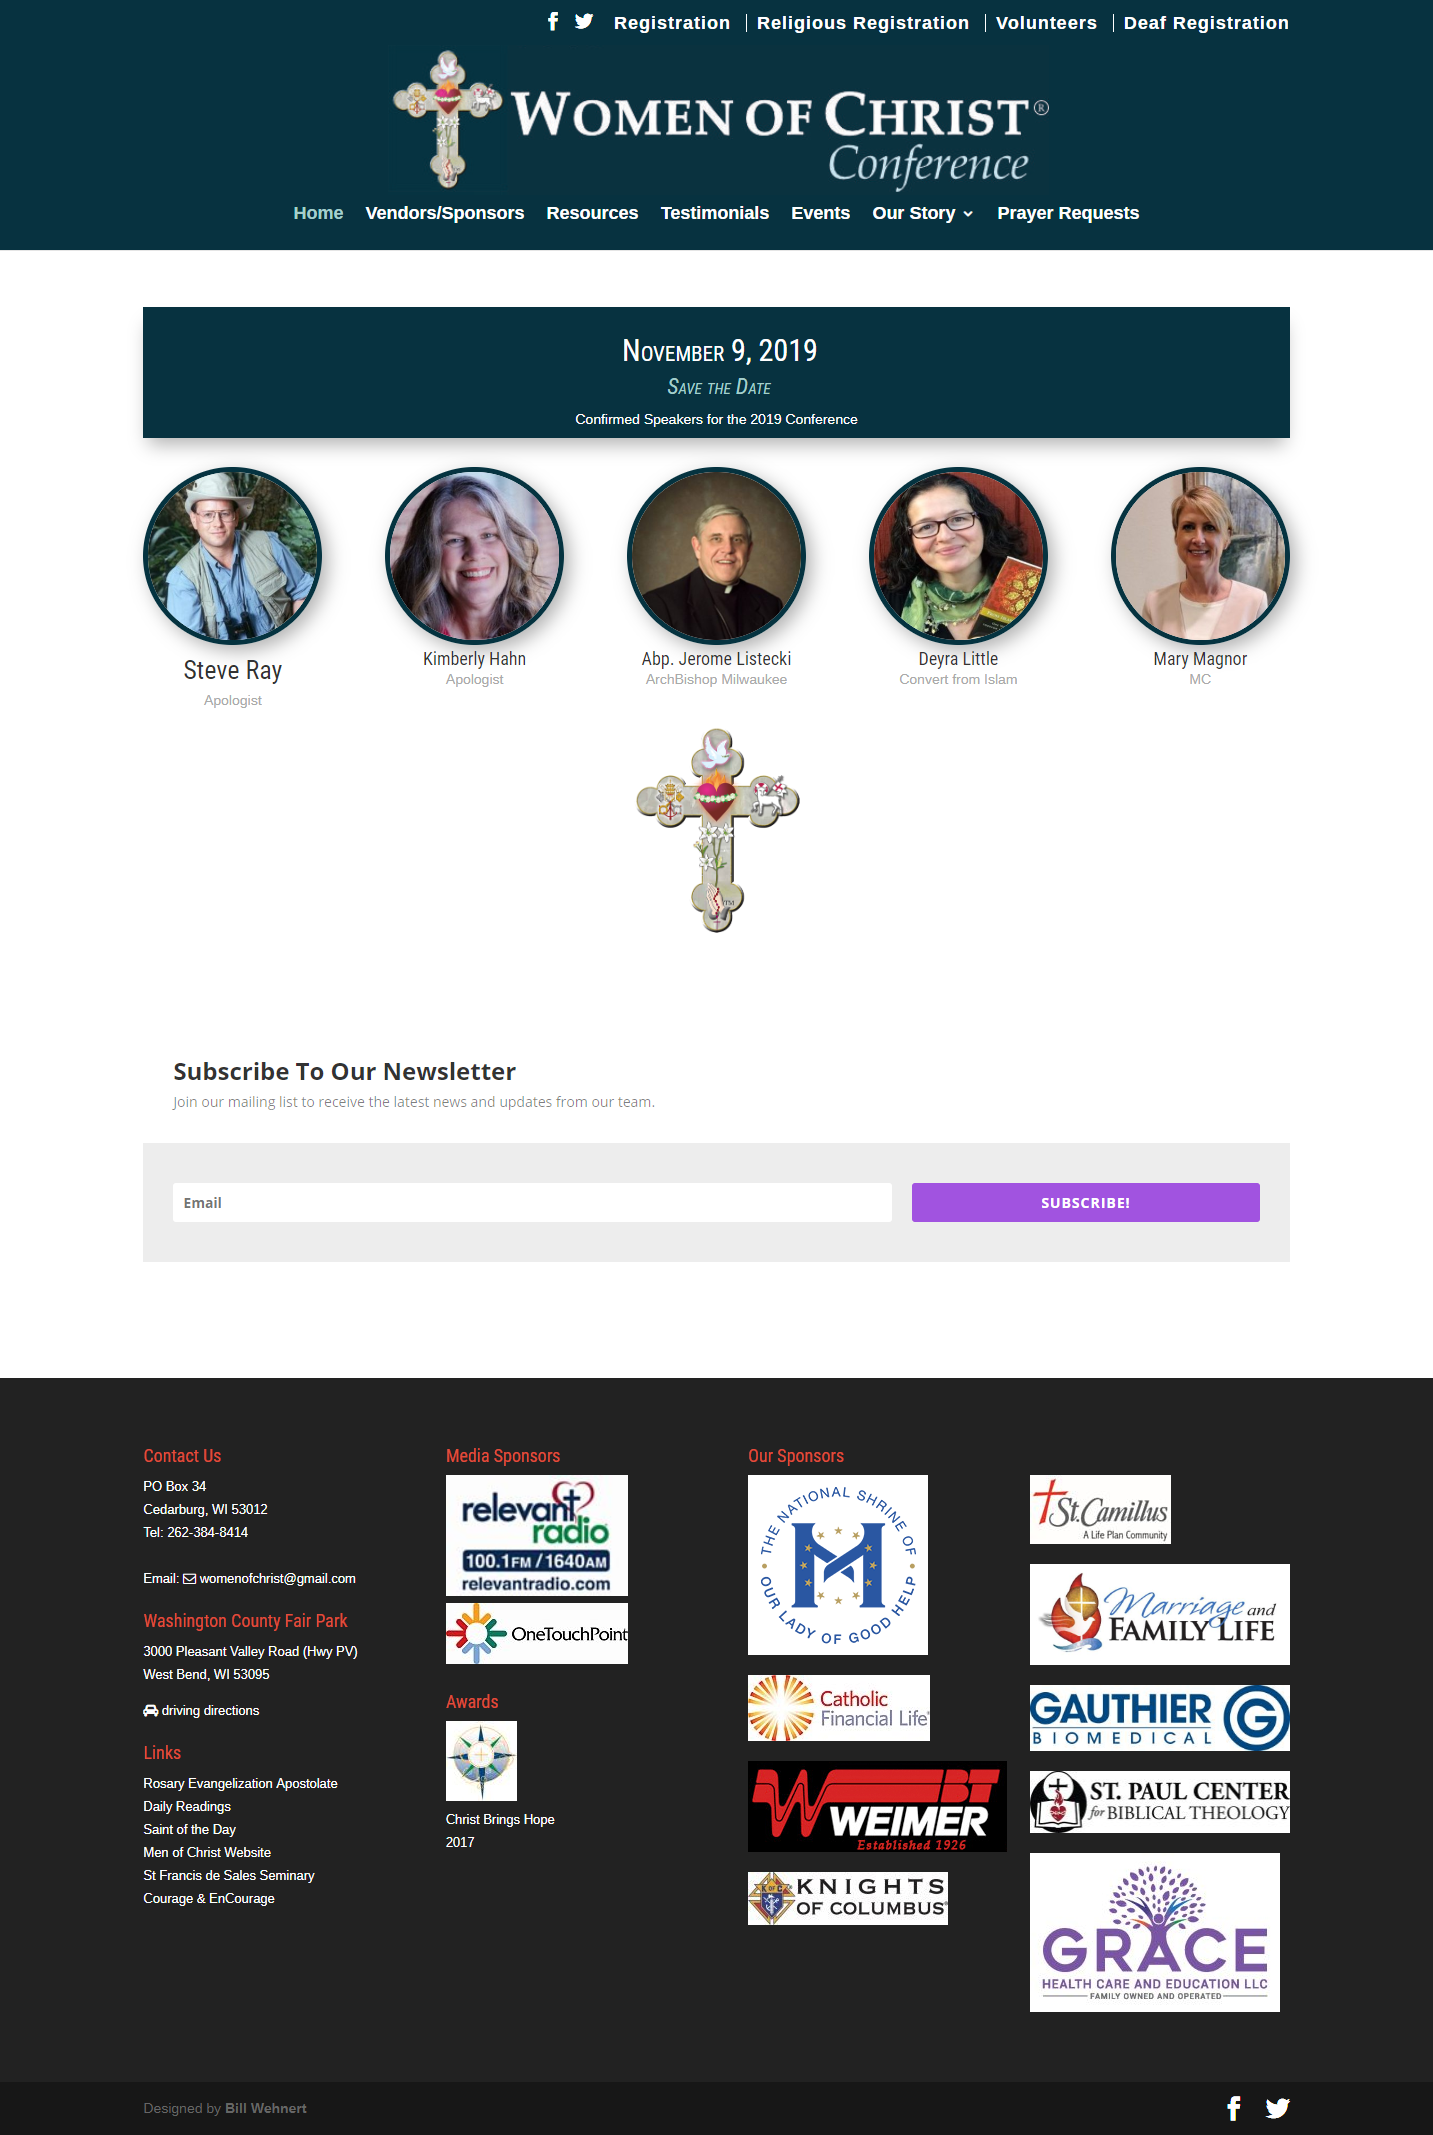 Registration
Religious Registration
Volunteers
Deaf Registration
WOMEN OF CHRIST®
Conference
Home
Vendors/Sponsors
Resources
Testimonials
Events
Our Story
Prayer Requests
November 9, 2019
Save the Date
Confirmed Speakers for the 2019 Conference
Steve Ray
Apologist
Kimberly Hahn
Apologist
Abp. Jerome Listecki
ArchBishop Milwaukee
Deyra Little
Convert from Islam
Mary Magnor
MC
TM
Subscribe To Our Newsletter
Join our mailing list to receive the latest news and updates from our team.
Email
SUBSCRIBE!
Contact Us
PO Box 34
Cedarburg, WI 53012
Tel: 262-384-8414
Email: womenofchrist@gmail.com
Washington County Fair Park
3000 Pleasant Valley Road (Hwy PV)
West Bend, WI 53095
driving directions
Links
Rosary Evangelization Apostolate
Daily Readings
Saint of the Day
Men of Christ Website
St Francis de Sales Seminary
Courage & EnCourage
Media Sponsors
relevant
radio
100.1FM / 1640AM
relevantradio.com
OneTouchPoint
Awards
Christ Brings Hope
2017
Our Sponsors
THE NATIONAL SHRINE OF
OUR LADY OF GOOD HELP
Catholic
Financial Life®
BT
WEIMER
Established 1926
K of C
KNIGHTS
OF COLUMBUS®
St.Camillus
A Life Plan Community
Marriage and
FAMILY LIFE
GAUTHIER
BIOMEDICAL
G
ST. PAUL CENTER
for BIBLICAL THEOLOGY
GRACE
HEALTH CARE AND EDUCATION LLC
FAMILY OWNED AND OPERATED
Designed by Bill Wehnert